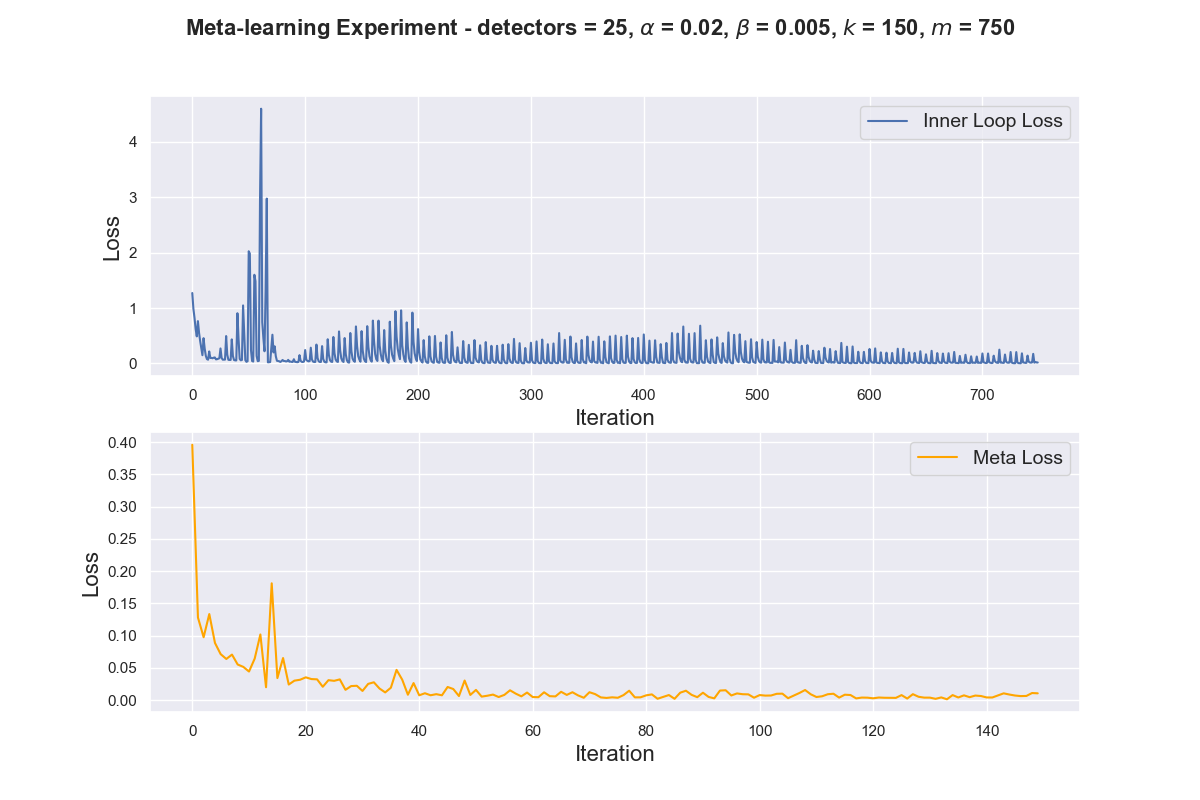 Meta-learning Experiment - detectors = 25, α = 0.02, β = 0.005, k = 150, m = 750
Inner Loop Loss
4
3
2
1
0
Loss
0 100 200 300 400 500 600 700
Iteration
Meta Loss
0.40
0.35
0.30
0.25
0.20
0.15
0.10
0.05
0.00
Loss
0 20 40 60 80 100 120 140
Iteration